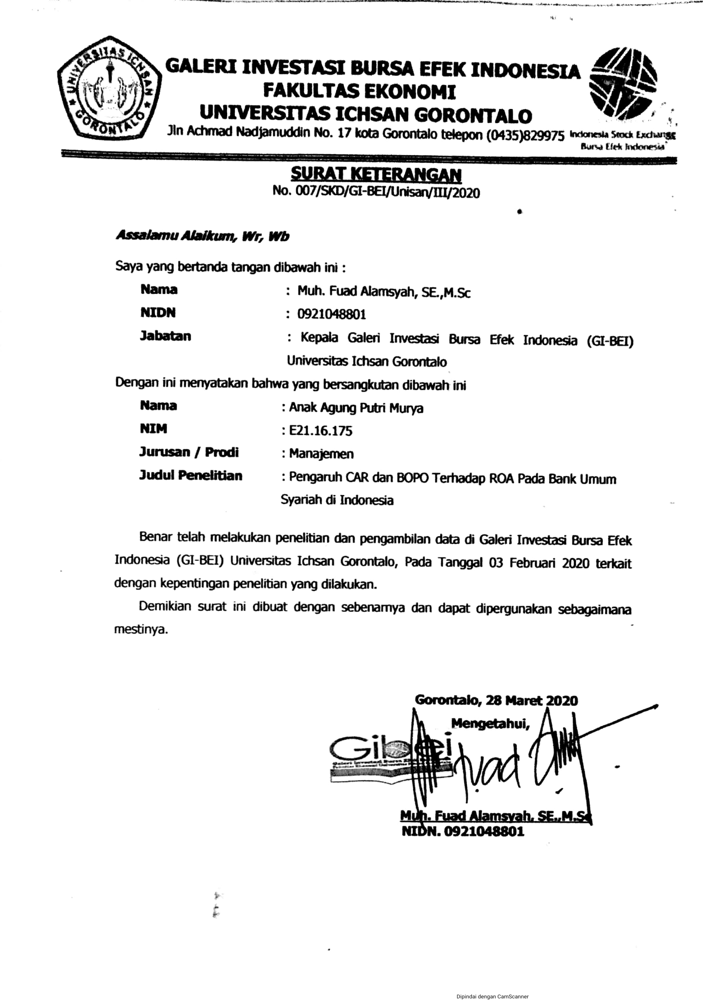 UNIVERSITAS ICHSAN
GORONTALO
GALERI INVESTASI BURSA EFEK INDONESIA
FAKULTAS EKONOMI
UNIVERSITAS ICHSAN GORONTALO
Jln Achmad Nadjamuddin No. 17 kota Gorontalo telepon (0435)829975
Indonesia Stock Exchange
Bursa Efek Indonesia
SURAT KETERANGAN
No. 007/SKD/GI-BEI/Unisan/III/2020
Assalamu Alaikum, Wr, Wb
Saya yang bertanda tangan dibawah ini :
Nama : Muh. Fuad Alamsyah, SE.,M.Sc
NIDN : 0921048801
Jabatan : Kepala Galeri Investasi Bursa Efek Indonesia (GI-BEI)
Universitas Ichsan Gorontalo
Dengan ini menyatakan bahwa yang bersangkutan dibawah ini
Nama : Anak Agung Putri Murya
NIM : E21.16.175
Jurusan / Prodi : Manajemen
Judul Penelitian : Pengaruh CAR dan BOPO Terhadap ROA Pada Bank Umum
Syariah di Indonesia
Benar telah melakukan penelitian dan pengambilan data di Galeri Investasi Bursa Efek
Indonesia (GI-BEI) Universitas Ichsan Gorontalo, Pada Tanggal 03 Februari 2020 terkait
dengan kepentingan penelitian yang dilakukan.
Demikian surat ini dibuat dengan sebenarnya dan dapat dipergunakan sebagaimana
mestinya.
Gorontalo, 28 Maret 2020
Mengetahui,
Gibei
Fuad
Muh. Fuad Alamsyah, SE.,M.Sc
NIDN. 0921048801
Dipindai dengan CamScanner